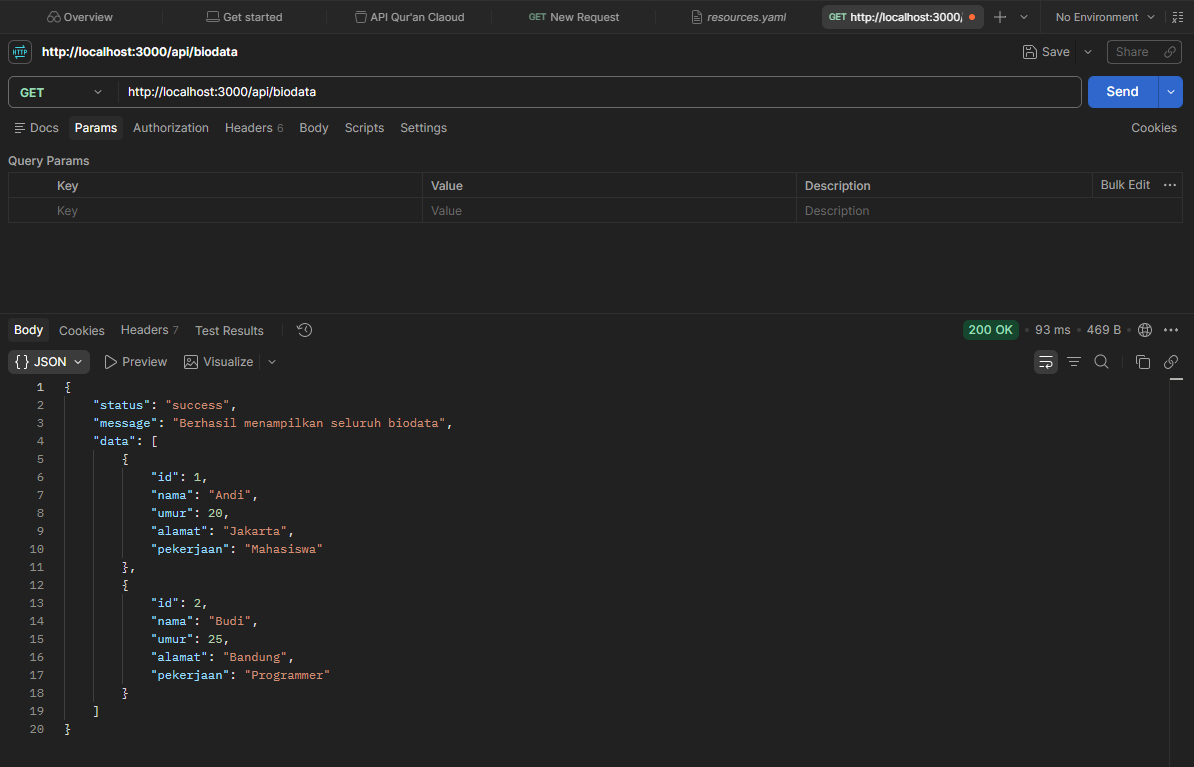 Overview Get started API Qur'an Claoud GET New Request resources.yaml GET http://localhost:3000/ No Environment
HTTP http://localhost:3000/api/biodata Save Share
GET http://localhost:3000/api/biodata Send
Docs Params Authorization Headers 6 Body Scripts Settings Cookies
Query Params
Key Value Description Bulk Edit
Key Value Description
Body Cookies Headers 7 Test Results 200 OK • 93 ms • 469 B •
{} JSON Preview Visualize
1 {
2 "status": "success",
3 "message": "Berhasil menampilkan seluruh biodata",
4 "data": [
5 {
6 "id": 1,
7 "nama": "Andi",
8 "umur": 20,
9 "alamat": "Jakarta",
10 "pekerjaan": "Mahasiswa"
11 },
12 {
13 "id": 2,
14 "nama": "Budi",
15 "umur": 25,
16 "alamat": "Bandung",
17 "pekerjaan": "Programmer"
18 }
19 ]
20 }